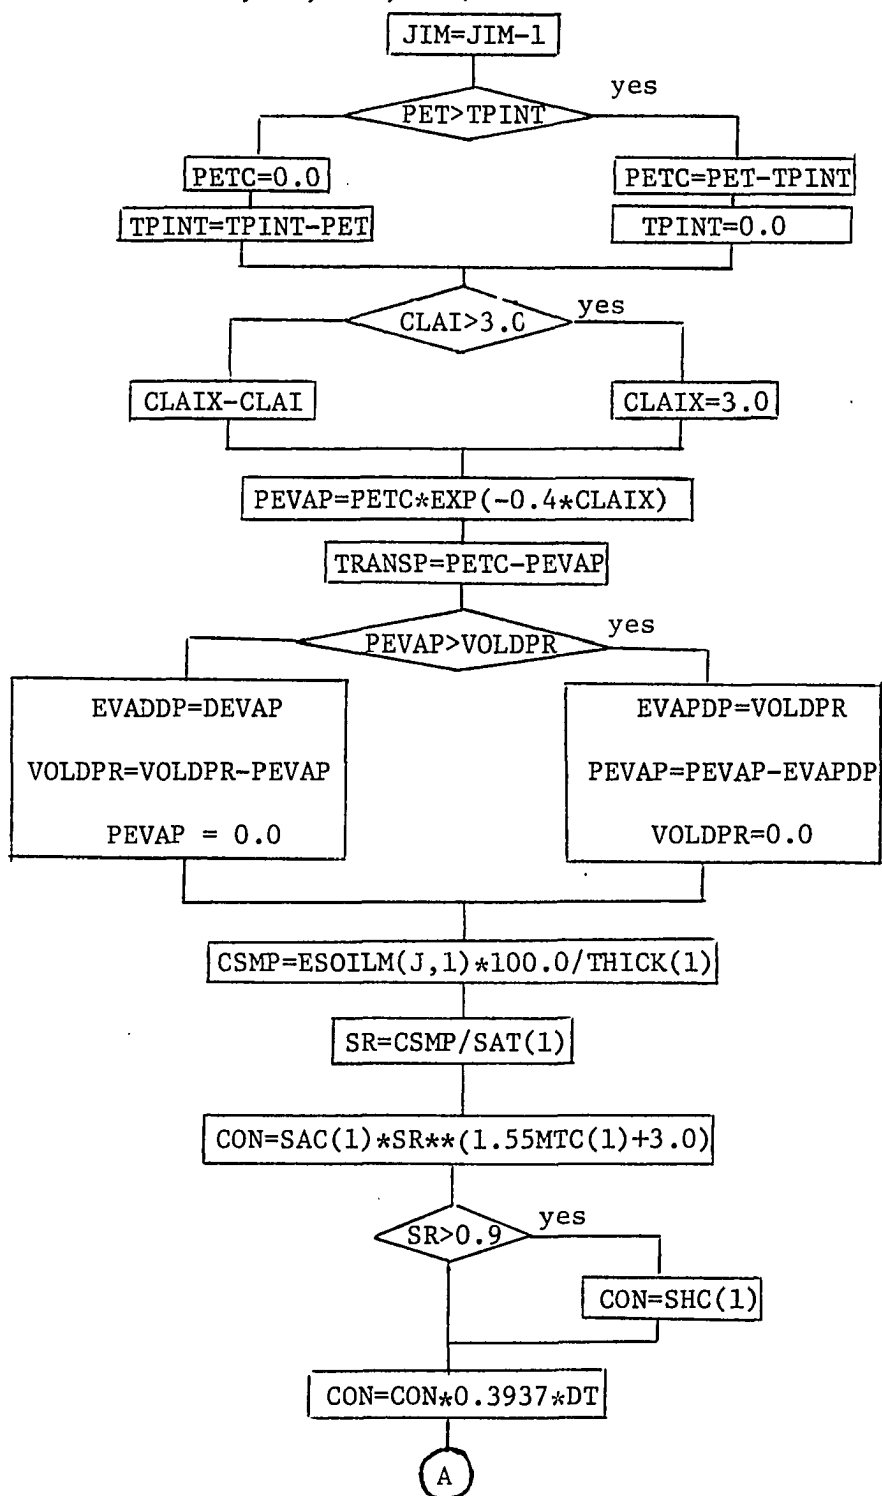 JIM=JIM-1
yes
PET>TPINT
PETC=0.0
PETC=PET-TPINT
TPINT=TPINT-PET
TPINT=0.0
CLAI>3.0
yes
CLAIX-CLAI
CLAIX=3.0
PEVAP=PETC*EXP(-0.4*CLAIX)
TRANSP=PETC-PEVAP
PEVAP>VOLDPR
yes
EVADDP=DEVAP
VOLDPR=VOLDPR-PEVAP
PEVAP = 0.0
EVAPDP=VOLDPR
PEVAP=PEVAP-EVAPDP
VOLDPR=0.0
CSMP=ESOILM(J,1)*100.0/THICK(1)
SR=CSMP/SAT(1)
CON=SAC(1)*SR**(1.55MTC(1)+3.0)
SR>0.9
yes
CON=SHC(1)
CON=CON*0.3937*DT
A